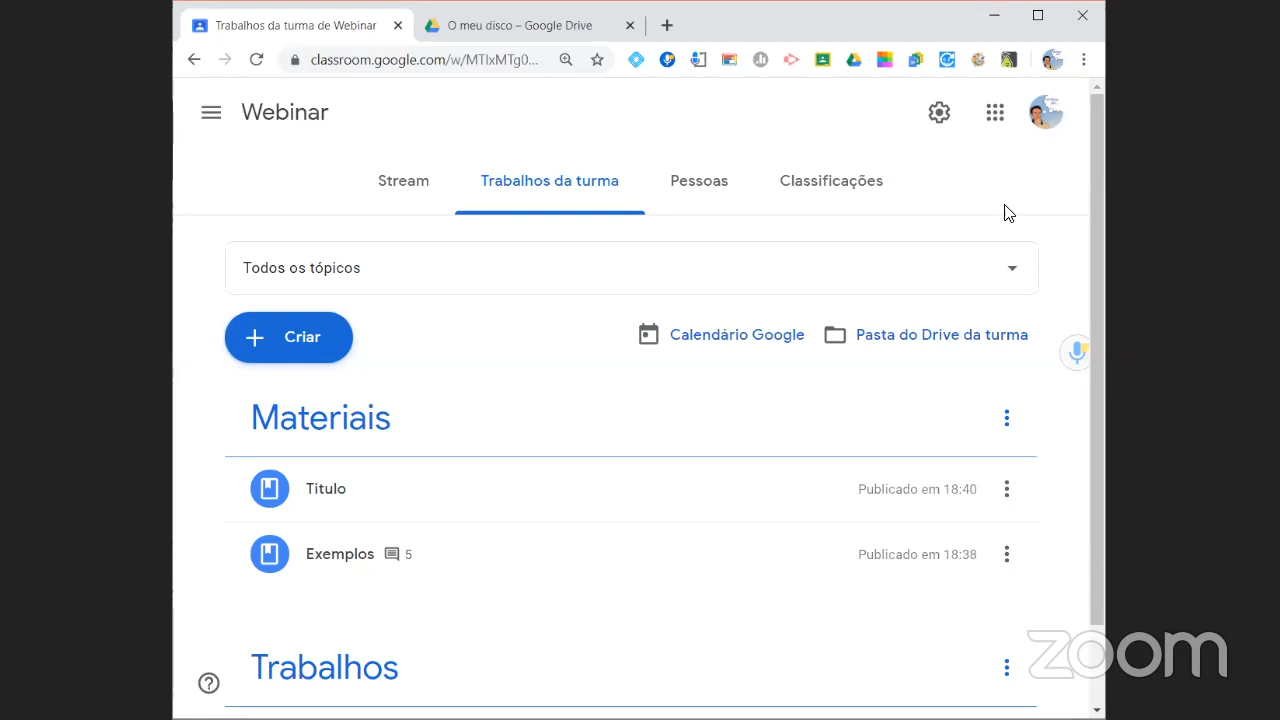 Trabalhos da turma de Webinar
O meu disco – Google Drive
classroom.google.com/w/MTIxMTg0...
Webinar
Stream
Trabalhos da turma
Pessoas
Classificações
Todos os tópicos
Criar
Calendário Google
Pasta do Drive da turma
Materiais
Titulo
Publicado em 18:40
Exemplos
5
Publicado em 18:38
Trabalhos
zoom